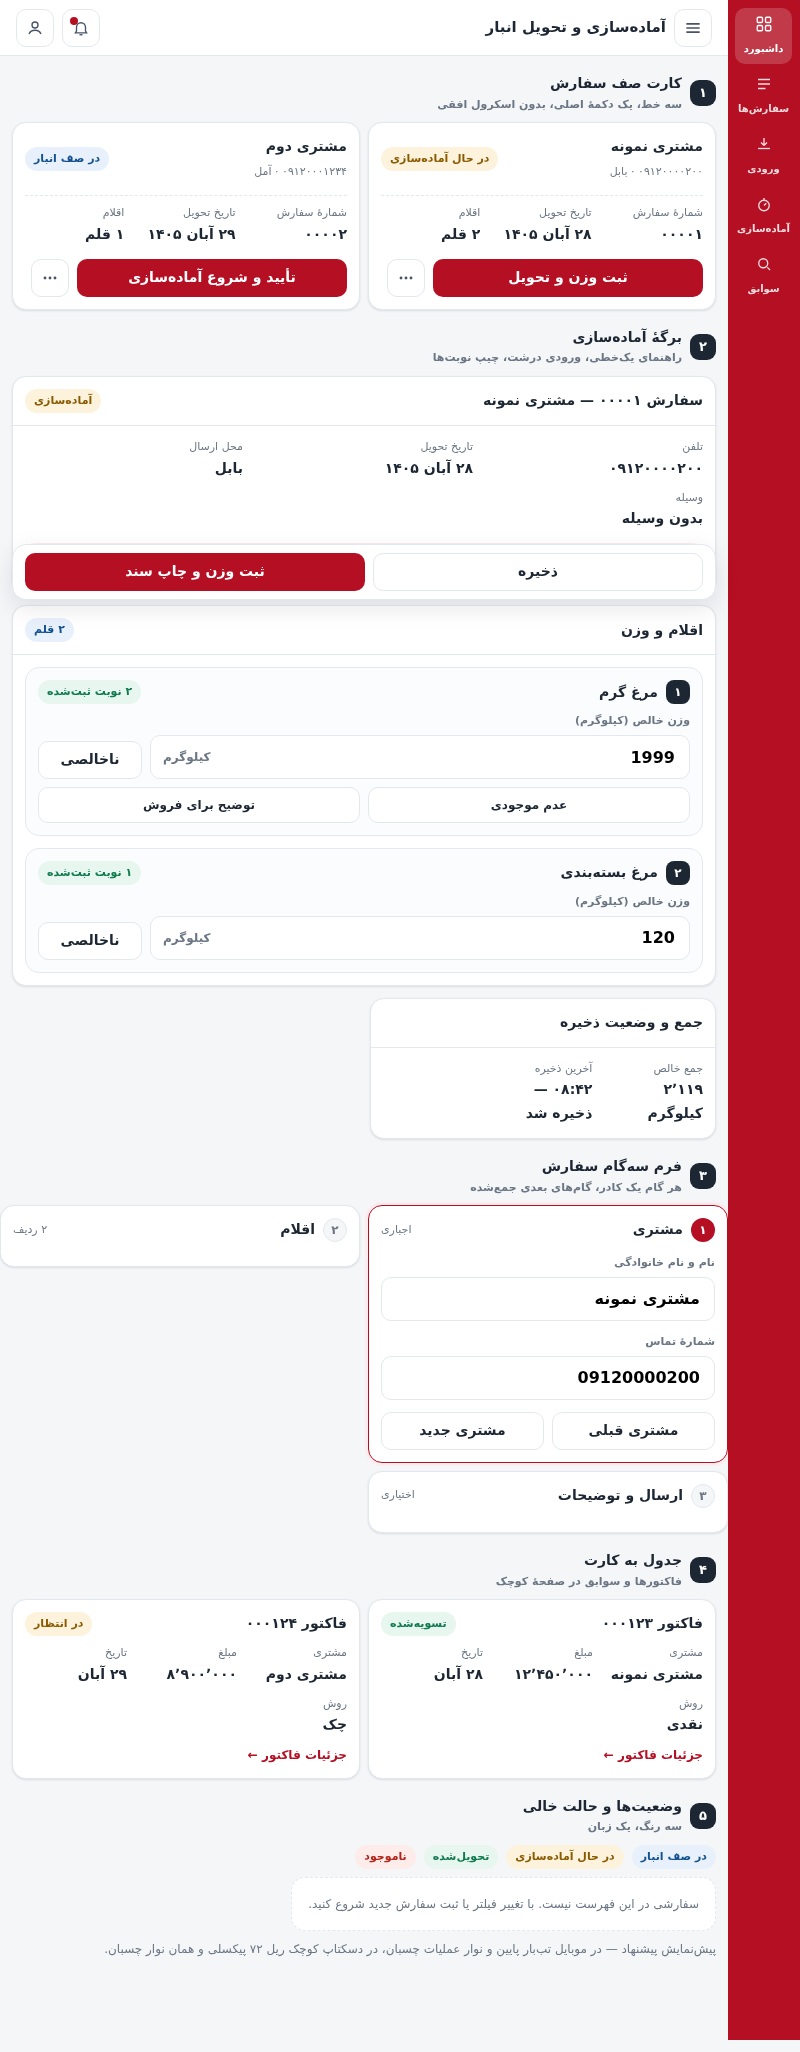 داشبورد
سفارش‌ها
ورودی
آماده‌سازی
سوابق
آماده‌سازی و تحویل انبار
۱
کارت صف سفارش
سه خط، یک دکمهٔ اصلی، بدون اسکرول افقی
مشتری نمونه
۰۹۱۲۰۰۰۰۲۰۰ · بابل
در حال آماده‌سازی
شمارهٔ سفارش تاریخ تحویل اقلام
۰۰۰۰۱ ۲۸ آبان ۱۴۰۵ ۲ قلم
ثبت وزن و تحویل
مشتری دوم
۰۹۱۲۰۰۰۱۲۳۴ · آمل
در صف انبار
شمارهٔ سفارش تاریخ تحویل اقلام
۰۰۰۰۲ ۲۹ آبان ۱۴۰۵ ۱ قلم
تأیید و شروع آماده‌سازی
۲
برگهٔ آماده‌سازی
راهنمای یک‌خطی، ورودی درشت، چیپ نوبت‌ها
سفارش ۰۰۰۰۱ — مشتری نمونه
آماده‌سازی
تلفن تاریخ تحویل محل ارسال
۰۹۱۲۰۰۰۰۲۰۰ ۲۸ آبان ۱۴۰۵ بابل
وسیله
بدون وسیله
ذخیره
ثبت وزن و چاپ سند
اقلام و وزن
۲ قلم
۱ مرغ گرم
۲ نوبت ثبت‌شده
وزن خالص (کیلوگرم)
1999 کیلوگرم
ناخالصی
عدم موجودی
توضیح برای فروش
۲ مرغ بسته‌بندی
۱ نوبت ثبت‌شده
وزن خالص (کیلوگرم)
120 کیلوگرم
ناخالصی
جمع و وضعیت ذخیره
جمع خالص آخرین ذخیره
۲٬۱۱۹ ۰۸:۴۲ —
کیلوگرم ذخیره شد
۳
فرم سه‌گام سفارش
هر گام یک کادر، گام‌های بعدی جمع‌شده
۱ مشتری
اجباری
نام و نام خانوادگی
مشتری نمونه
شمارهٔ تماس
09120000200
مشتری قبلی
مشتری جدید
۲ اقلام
۲ ردیف
۳ ارسال و توضیحات
اختیاری
۴
جدول به کارت
فاکتورها و سوابق در صفحهٔ کوچک
فاکتور ۰۰۰۱۲۳
تسویه‌شده
مشتری مبلغ تاریخ
مشتری نمونه ۱۲٬۴۵۰٬۰۰۰ ۲۸ آبان
روش
نقدی
جزئیات فاکتور ←
فاکتور ۰۰۰۱۲۴
در انتظار
مشتری مبلغ تاریخ
مشتری دوم ۸٬۹۰۰٬۰۰۰ ۲۹ آبان
روش
چک
جزئیات فاکتور ←
۵
وضعیت‌ها و حالت خالی
سه رنگ، یک زبان
در صف انبار در حال آماده‌سازی تحویل‌شده ناموجود
سفارشی در این فهرست نیست. با تغییر فیلتر یا ثبت سفارش جدید شروع کنید.
پیش‌نمایش پیشنهاد — در موبایل تب‌بار پایین و نوار عملیات چسبان، در دسکتاپ کوچک ریل ۷۲ پیکسلی و همان نوار چسبان.